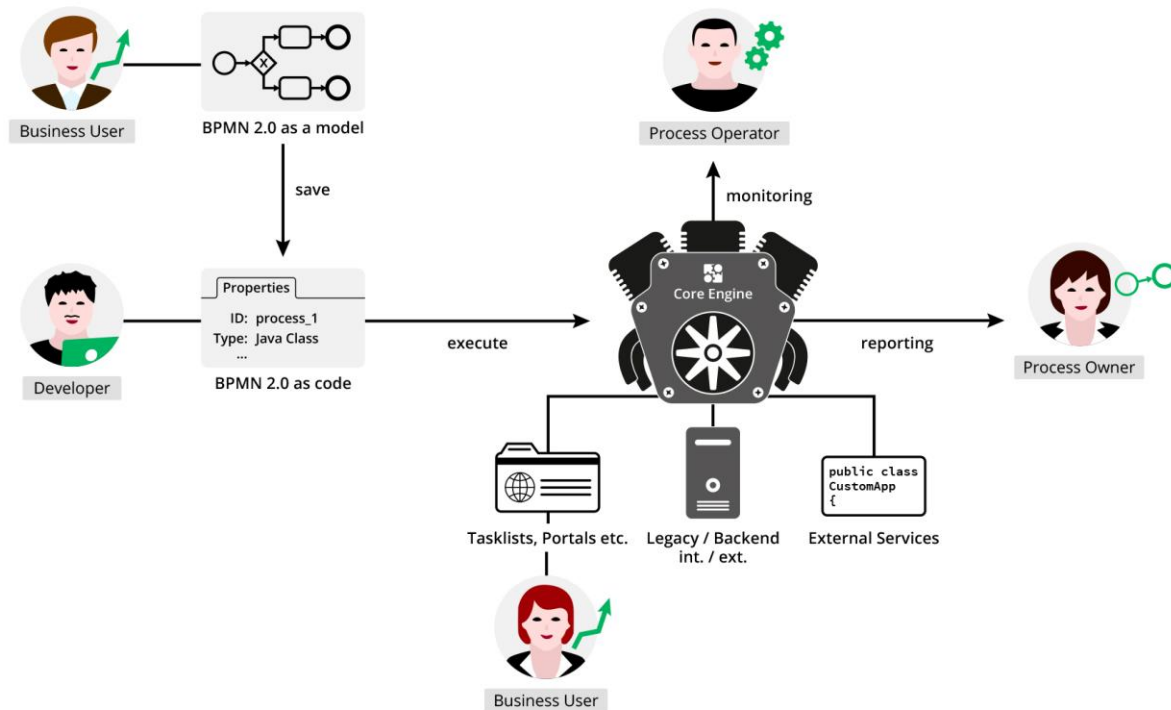 Business User
X
BPMN 2.0 as a model
save
Process Operator
monitoring
Developer
Properties
ID: process_1
Type: Java Class
...
BPMN 2.0 as code
execute
Core Engine
reporting
Process Owner
Tasklists, Portals etc.
Legacy / Backend
int. / ext.
public class
CustomApp
{
External Services
Business User